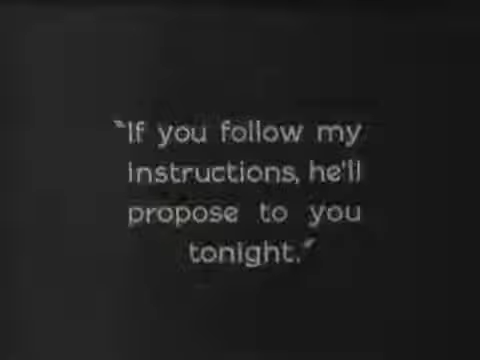 "If you follow my
instructions, he'll
propose to you
tonight."